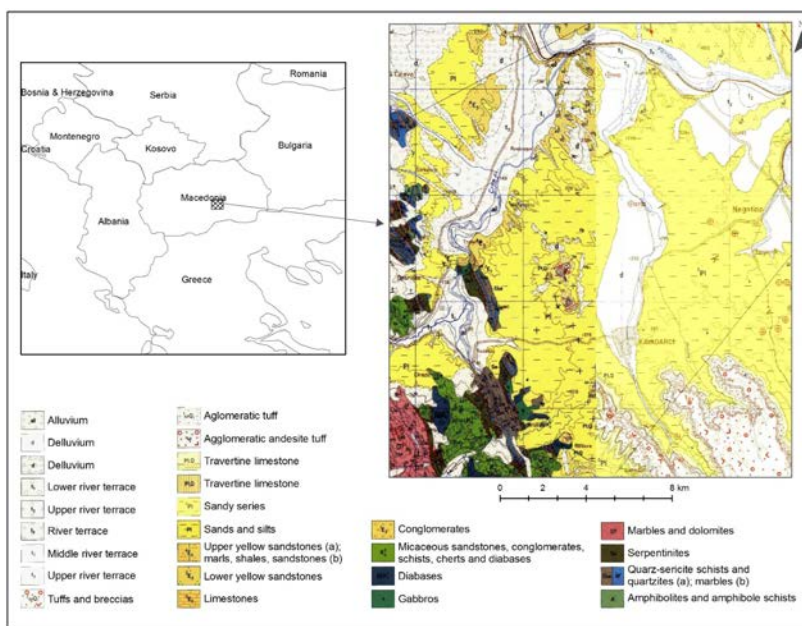 Romania
Bosnia & Herzegovina
Serbia
Montenegro
Croatia
Kosovo
Bulgaria
Macedonia
Albania
Italy
Greece
Negotino
KAVADARCI
0 2 4 8 km
Alluvium
Delluvium
Delluvium
Lower river terrace
Upper river terrace
River terrace
Middle river terrace
Upper river terrace
Tuffs and breccias
Aglomeratic tuff
Agglomeratic andesite tuff
Travertine limestone
Travertine limestone
Sandy series
Sands and silts
Upper yellow sandstones (a);
marls, shales, sandstones (b)
Lower yellow sandstones
Limestones
Conglomerates
Micaceous sandstones, conglomerates,
schists, cherts and diabases
Diabases
Gabbros
Marbles and dolomites
Serpentinites
Quarz-sericite schists and
quartzites (a); marbles (b)
Amphibolites and amphibole schists